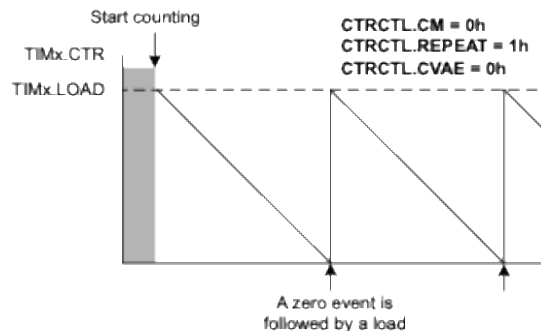 Start counting
CTRCTL.CM = 0h
CTRCTL.REPEAT = 1h
CTRCTL.CVAE = 0h
TIMx.CTR
TIMx.LOAD
A zero event is
followed by a load